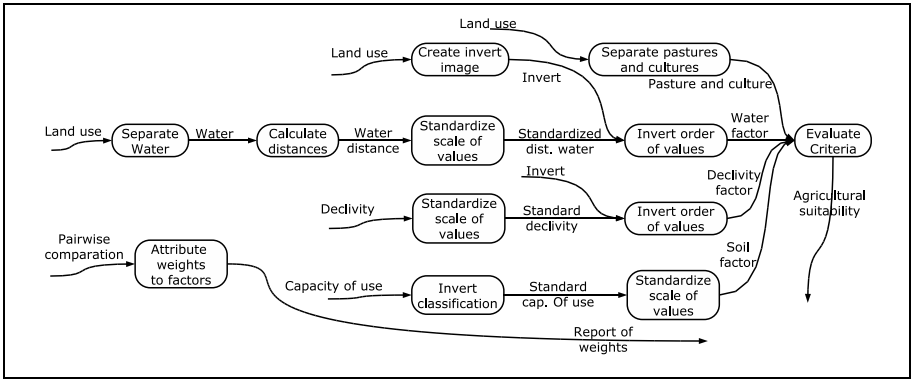 Land use
Land use
Create invert
image
Separate pastures
and cultures
Invert
Pasture and culture
Land use
Separate
Water
Water
Calculate
distances
Water
distance
Standardize
scale of
values
Standardized
dist. water
Invert order
of values
Water
factor
Evaluate
Criteria
Invert
Declivity
factor
Agricultural
suitability
Declivity
Standardize
scale of
values
Standard
declivity
Invert order
of values
Pairwise
comparation
Attribute
weights
to factors
Soil
factor
Capacity of use
Invert
classification
Standard
cap. Of use
Standardize
scale of
values
Report of
weights